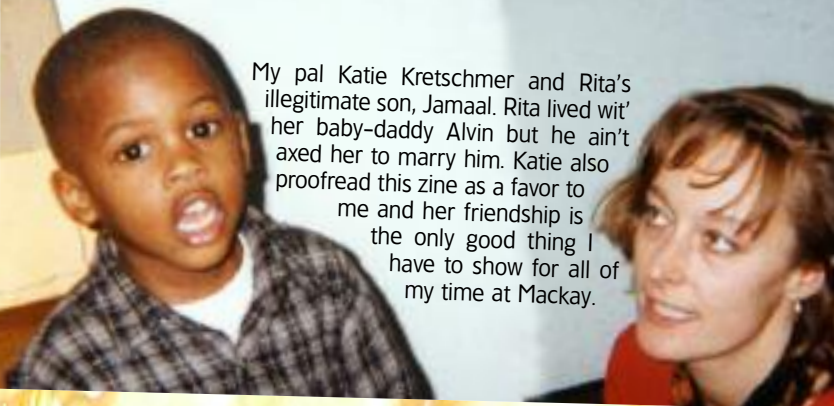 My pal Katie Kretschmer and Rita's
illegitimate son, Jamaal. Rita lived wit'
her baby-daddy Alvin but he ain't
axed her to marry him. Katie also
proofread this zine as a favor to
me and her friendship is
the only good thing I
have to show for all of
my time at Mackay.